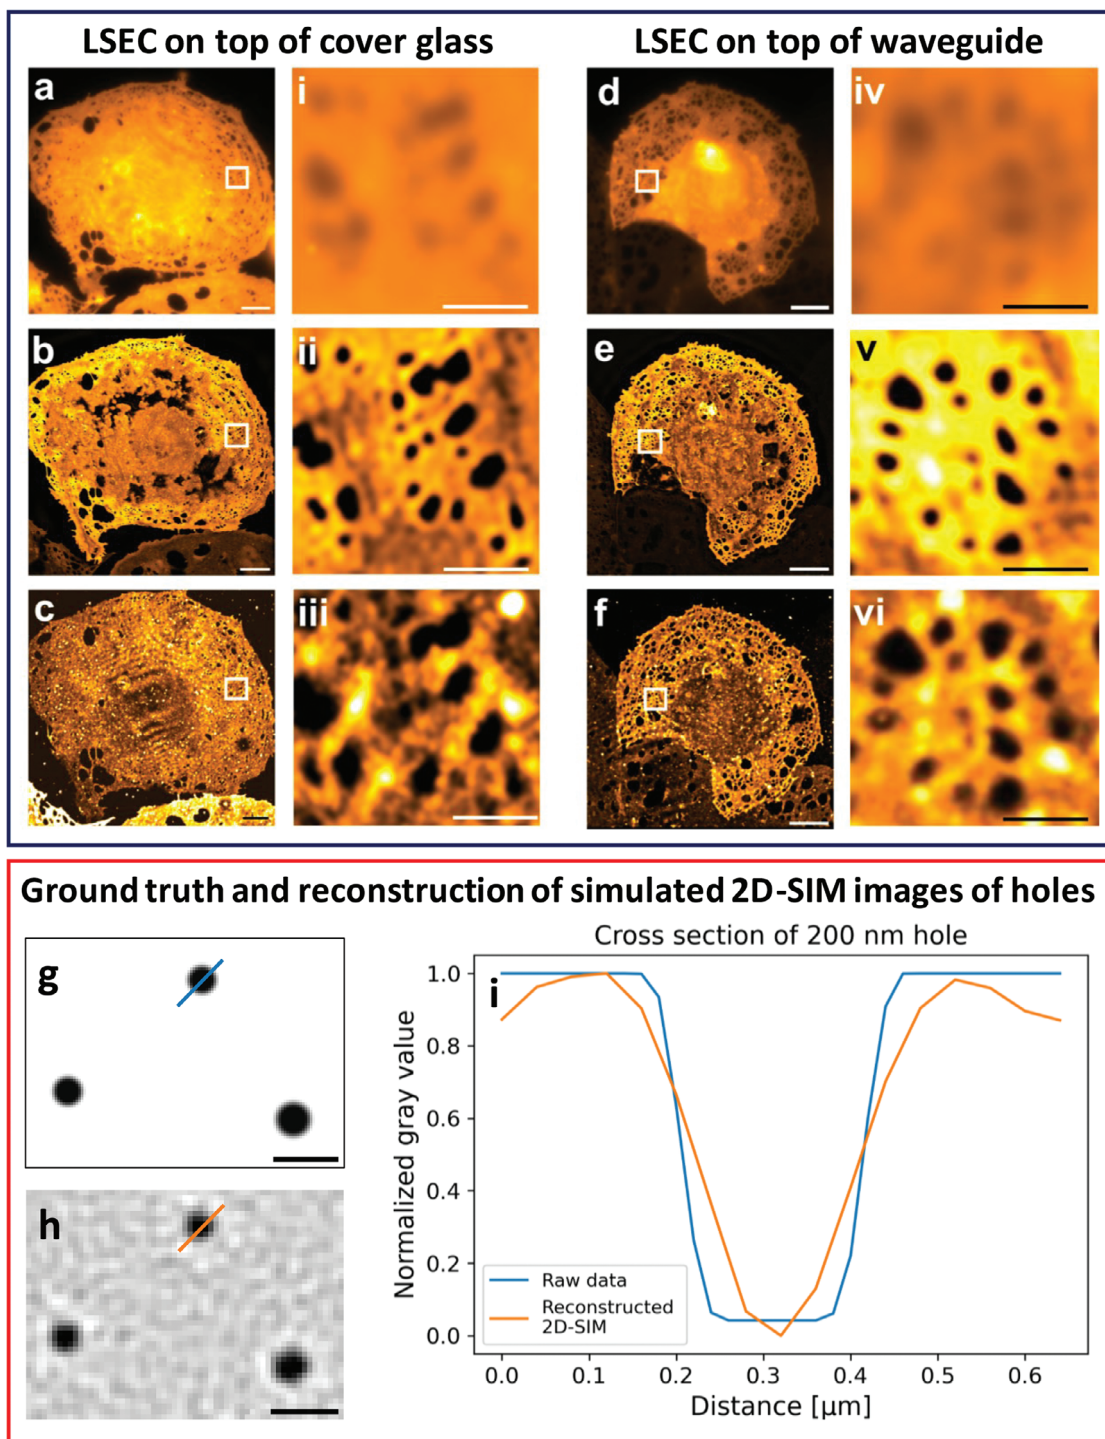 LSEC on top of cover glass
LSEC on top of waveguide
a
i
d
iv
b
ii
e
v
c
iii
f
vi
Ground truth and reconstruction of simulated 2D-SIM images of holes
g
h
Cross section of 200 nm hole
i
Normalized gray value
1.0
0.8
0.6
0.4
0.2
0.0
Raw data
Reconstructed
2D-SIM
0.0 0.1 0.2 0.3 0.4 0.5 0.6
Distance [μm]